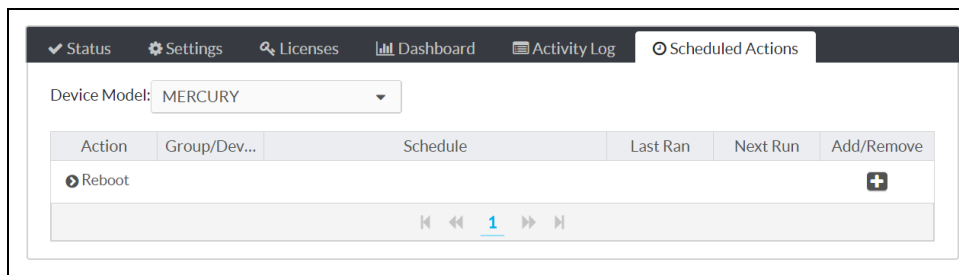 Status Settings Licenses Dashboard Activity Log Scheduled Actions
Device Model: MERCURY
Action Group/Dev... Schedule Last Ran Next Run Add/Remove
Reboot
1